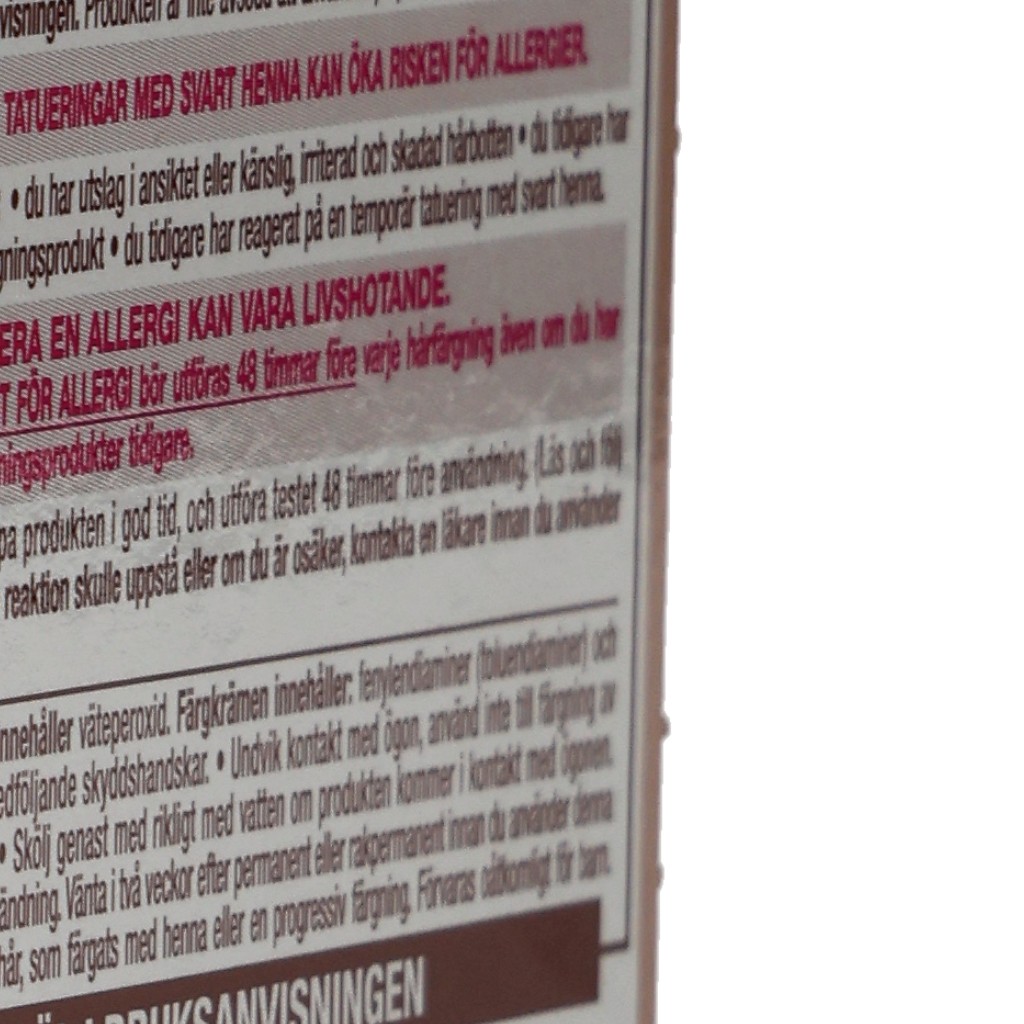 visningen. Produkten är inte avsedd att
TATUERINGAR MED SVART HENNA KAN ÖKA RISKEN FÖR ALLERGIER.
• du har utslag i ansiktet eller känslig, irriterad och skadad hårbotten • du tidigare har
gningsprodukt • du tidigare har reagerat på en temporär tatuering med svart henna.
ERA EN ALLERGI KAN VARA LIVSHOTANDE.
T FÖR ALLERGI bör utföras 48 timmar före varje hårfärgning även om du har
ningsprodukter tidigare.
pa produkten i god tid, och utföra testet 48 timmar före användning. (Läs och följ
reaktion skulle uppstå eller om du är osäker, kontakta en läkare innan du använder
nnehåller väteperoxid. Färgkrämen innehåller: fenylendiaminer (toluendiaminer) och
edföljande skyddshandskar. • Undvik kontakt med ögon, använd inte till färgning av
• Skölj genast med rikligt med vatten om produkten kommer i kontakt med ögonen.
ändning. Vänta i två veckor efter permanent eller rakpermanent innan du använder denna
hår, som färgats med henna eller en progressiv färgning. Förvaras oåtkomligt för barn.
BRUKSANVISNINGEN